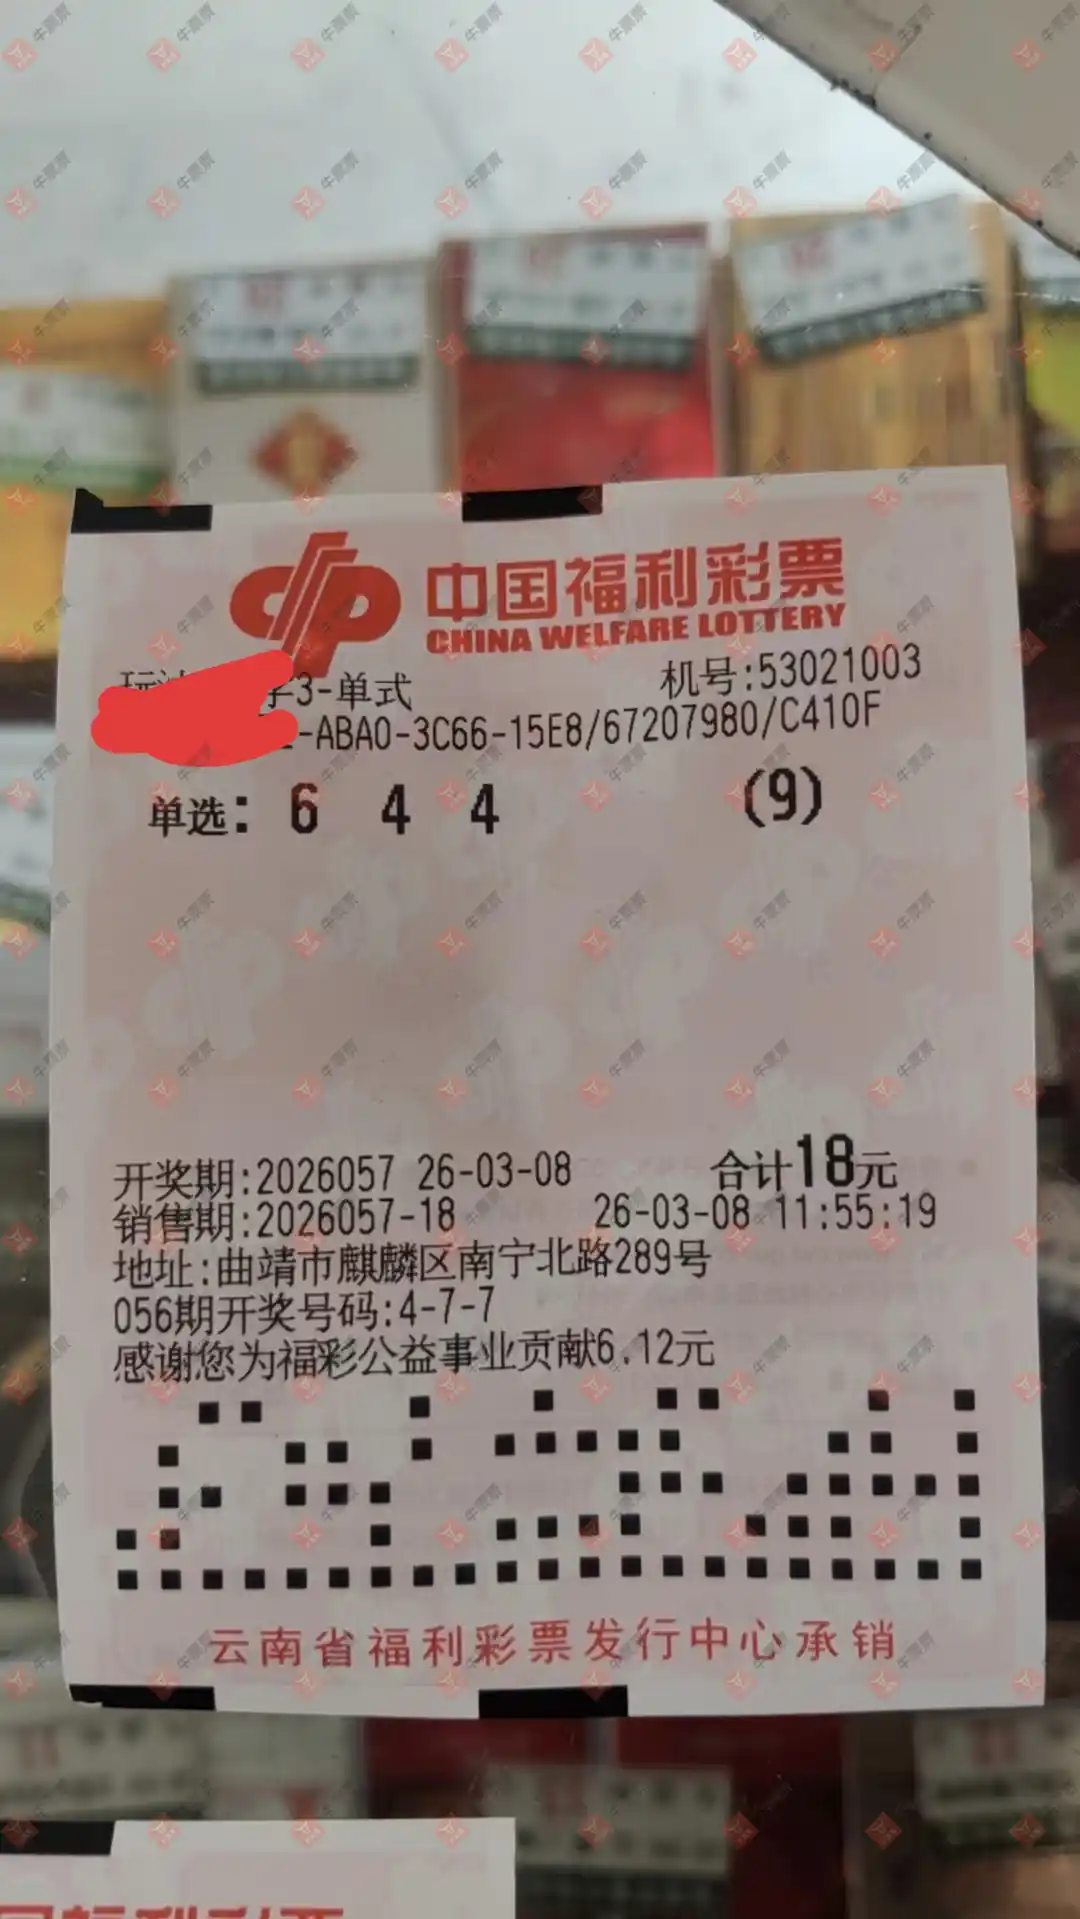 中国福利彩票
CHINA WELFARE LOTTERY
3-单式 机号:53021003
-ABA0-3C66-15E8/67207980/C410F
单选: 6 4 4 (9)
开奖期:2026057 26-03-08 合计18元
销售期:2026057-18 26-03-08 11:55:19
地址:曲靖市麒麟区南宁北路289号
056期开奖号码:4-7-7
感谢您为福彩公益事业贡献6.12元
云南省福利彩票发行中心承销
牛票票